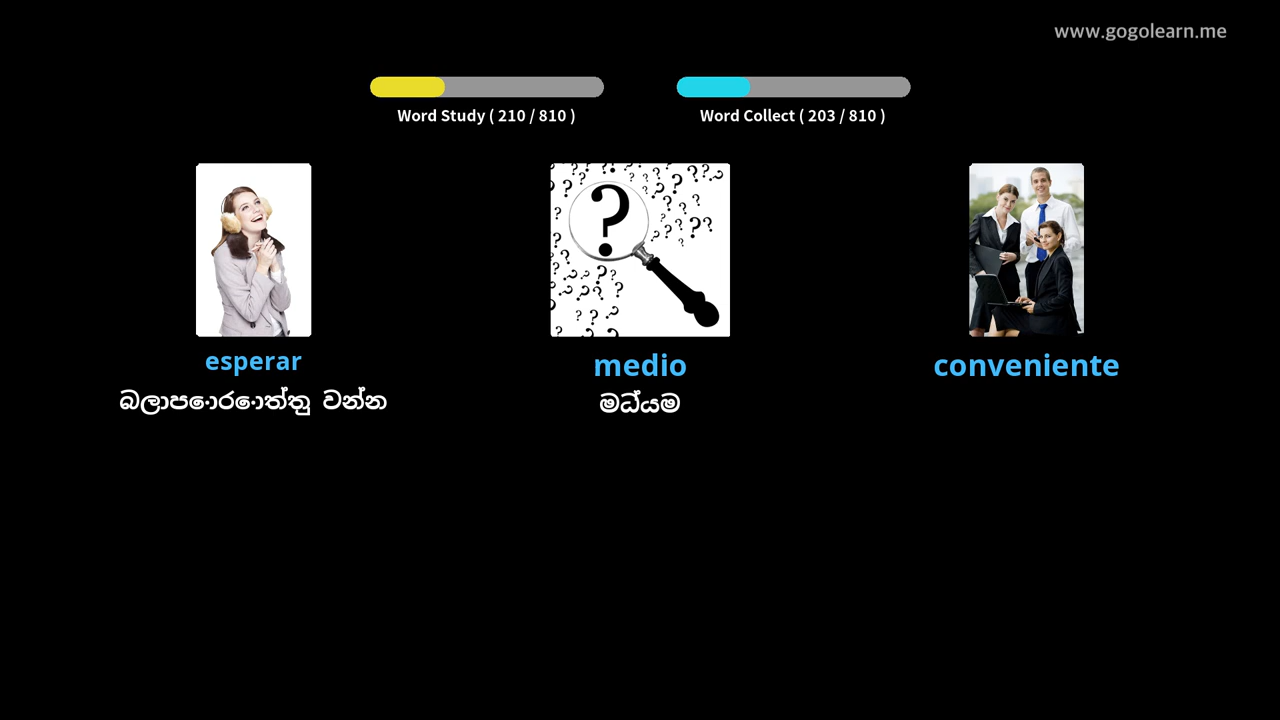 www.gogolearn.me
Word Study ( 210 / 810 )
Word Collect ( 203 / 810 )
esperar
බලාපොරොත්තු වන්න
medio
මධ්යම
conveniente